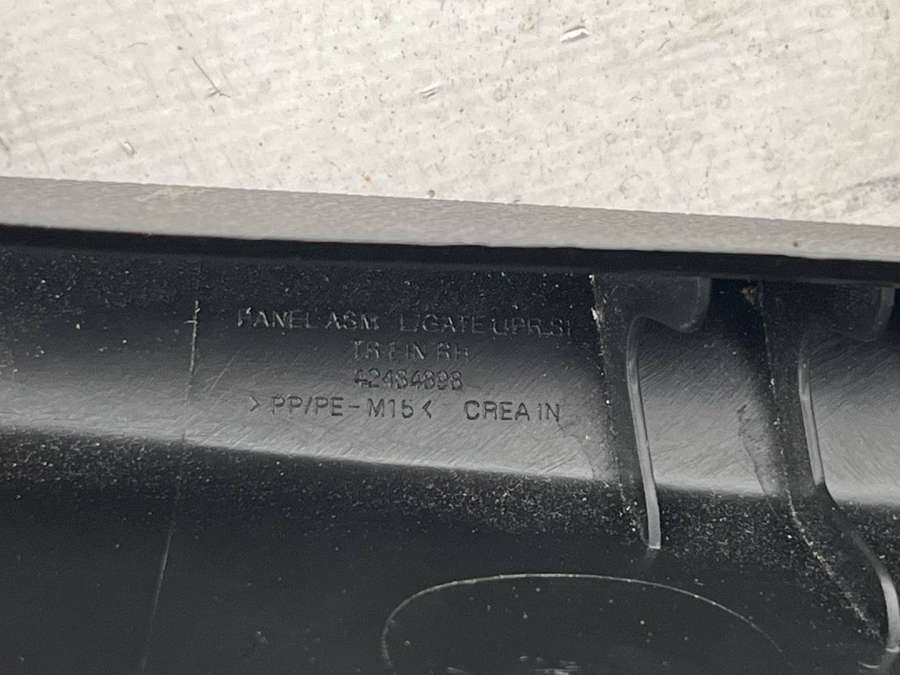 PANEL ASM L/GATE UPR SI
TR FIN RH
42484898
>PP/PE-M15< CREA IN